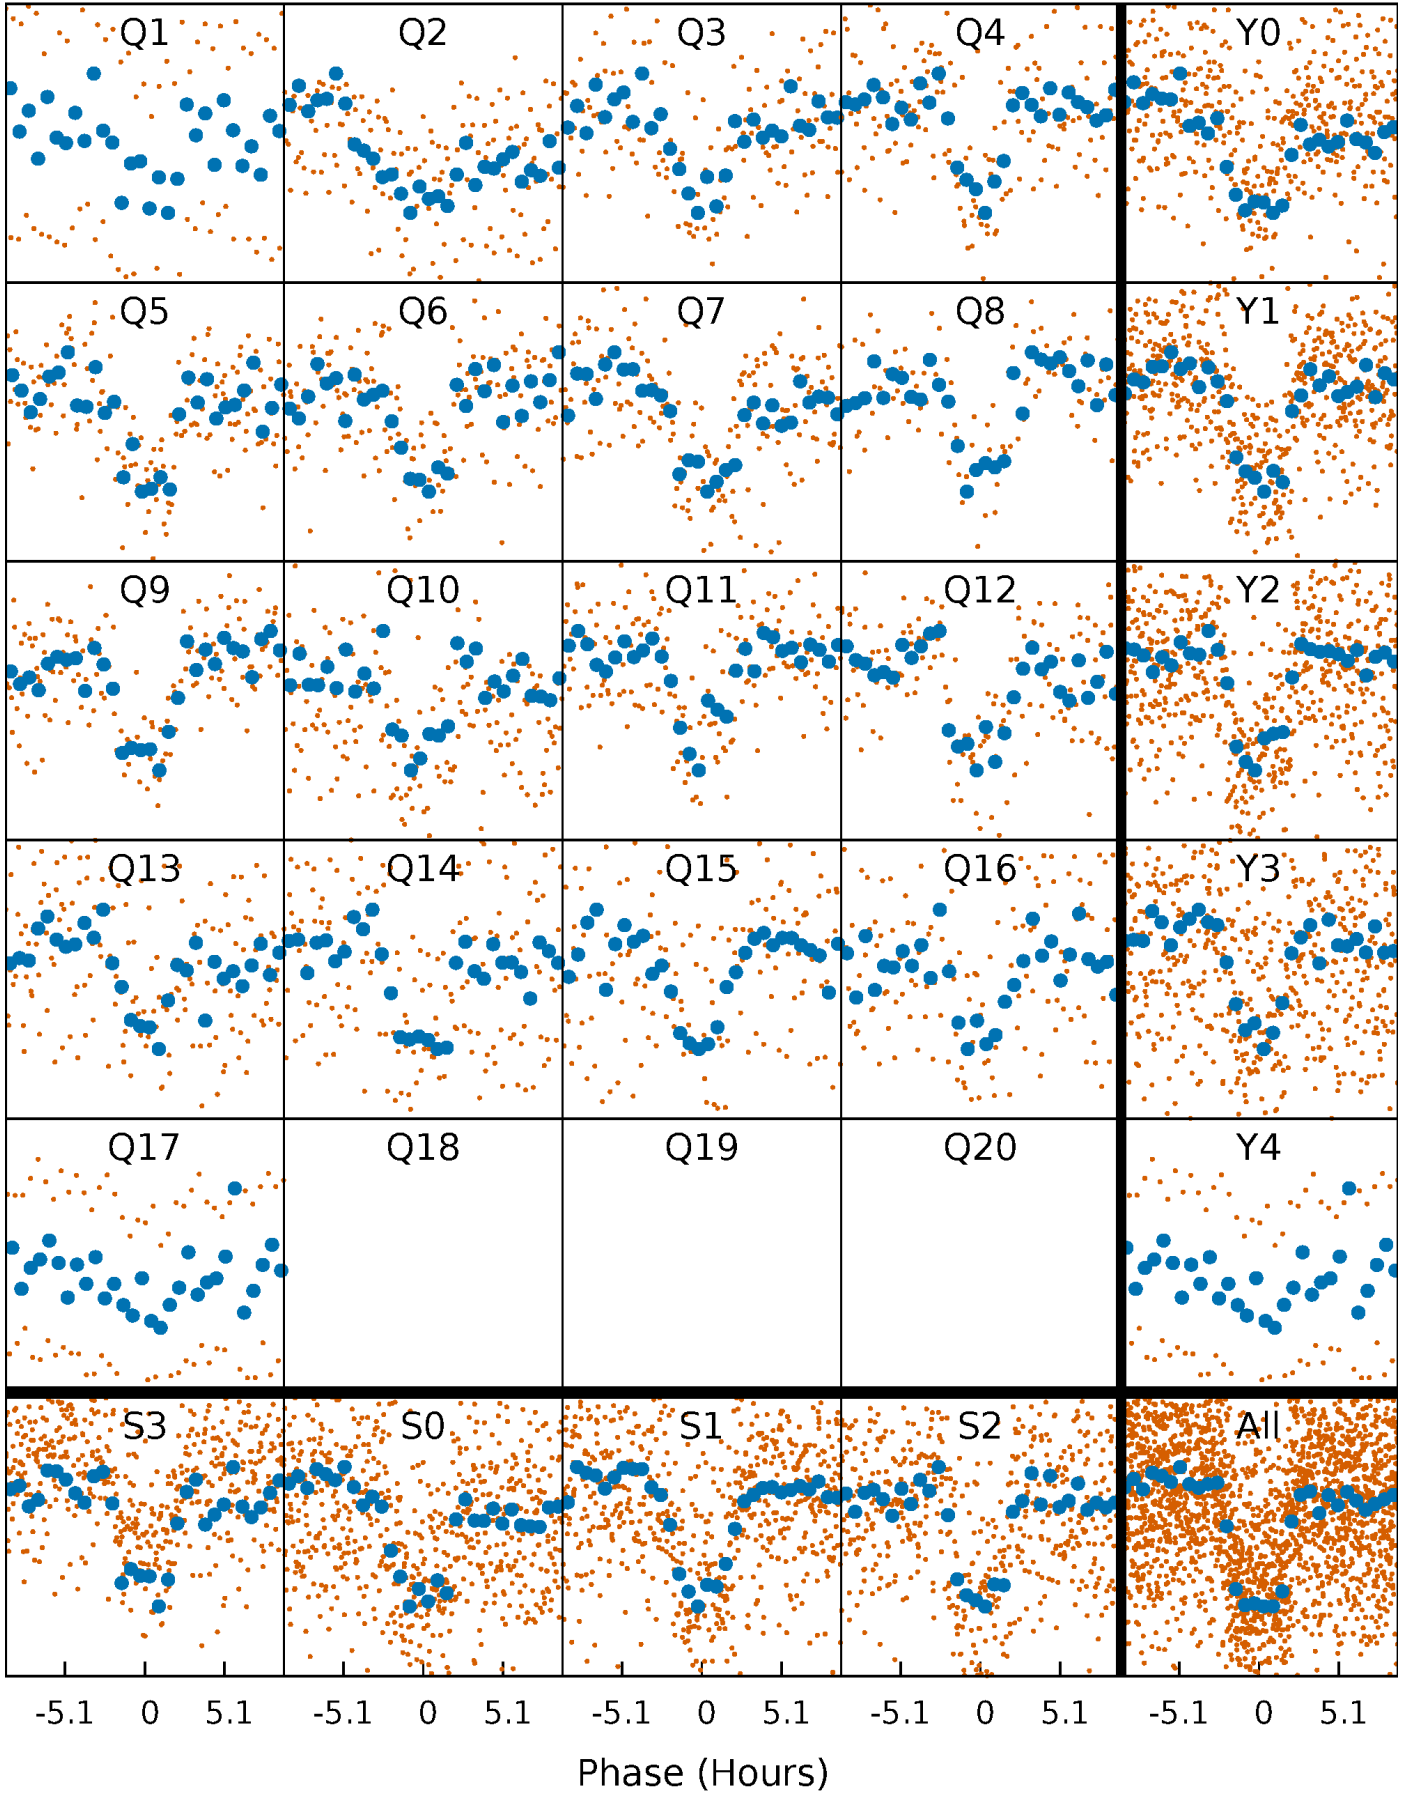 Q1 Q2 Q3 Q4 Y0
Q5 Q6 Q7 Q8 Y1
Q9 Q10 Q11 Q12 Y2
Q13 Q14 Q15 Q16 Y3
Q17 Q18 Q19 Q20 Y4
S3 S0 S1 S2 All
-5.1 0 5.1 -5.1 0 5.1 -5.1 0 5.1 -5.1 0 5.1 -5.1 0 5.1
Phase (Hours)